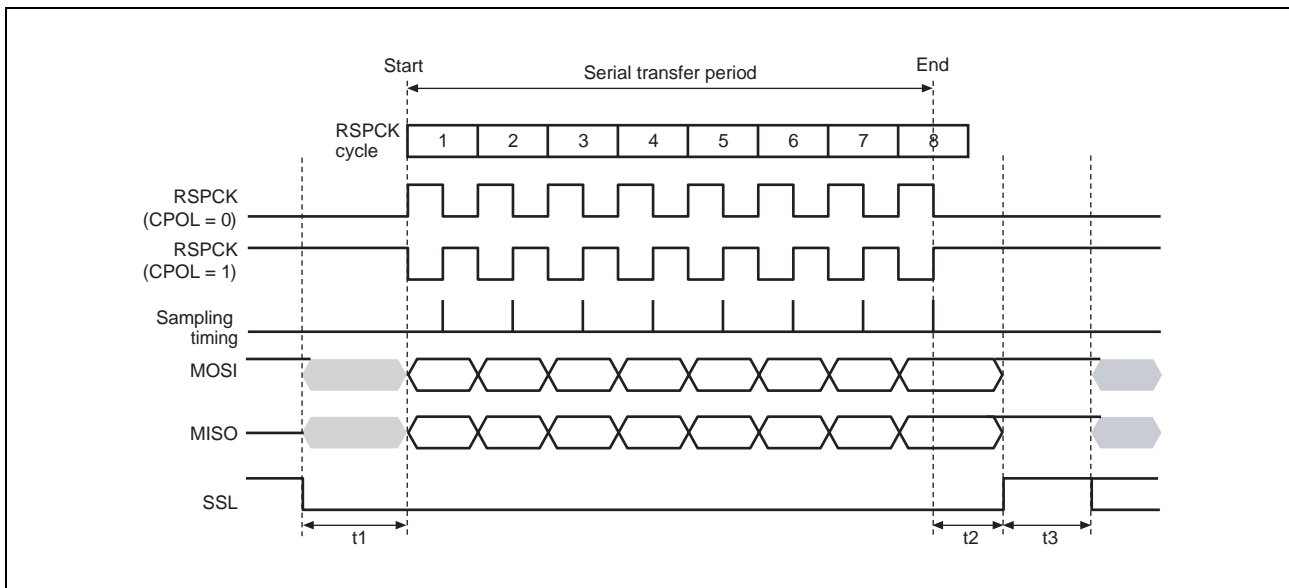 Start
Serial transfer period
End
RSPCK
cycle
1 2 3 4 5 6 7 8
RSPCK
(CPOL = 0)
RSPCK
(CPOL = 1)
Sampling
timing
MOSI
MISO
SSL
t1
t2
t3